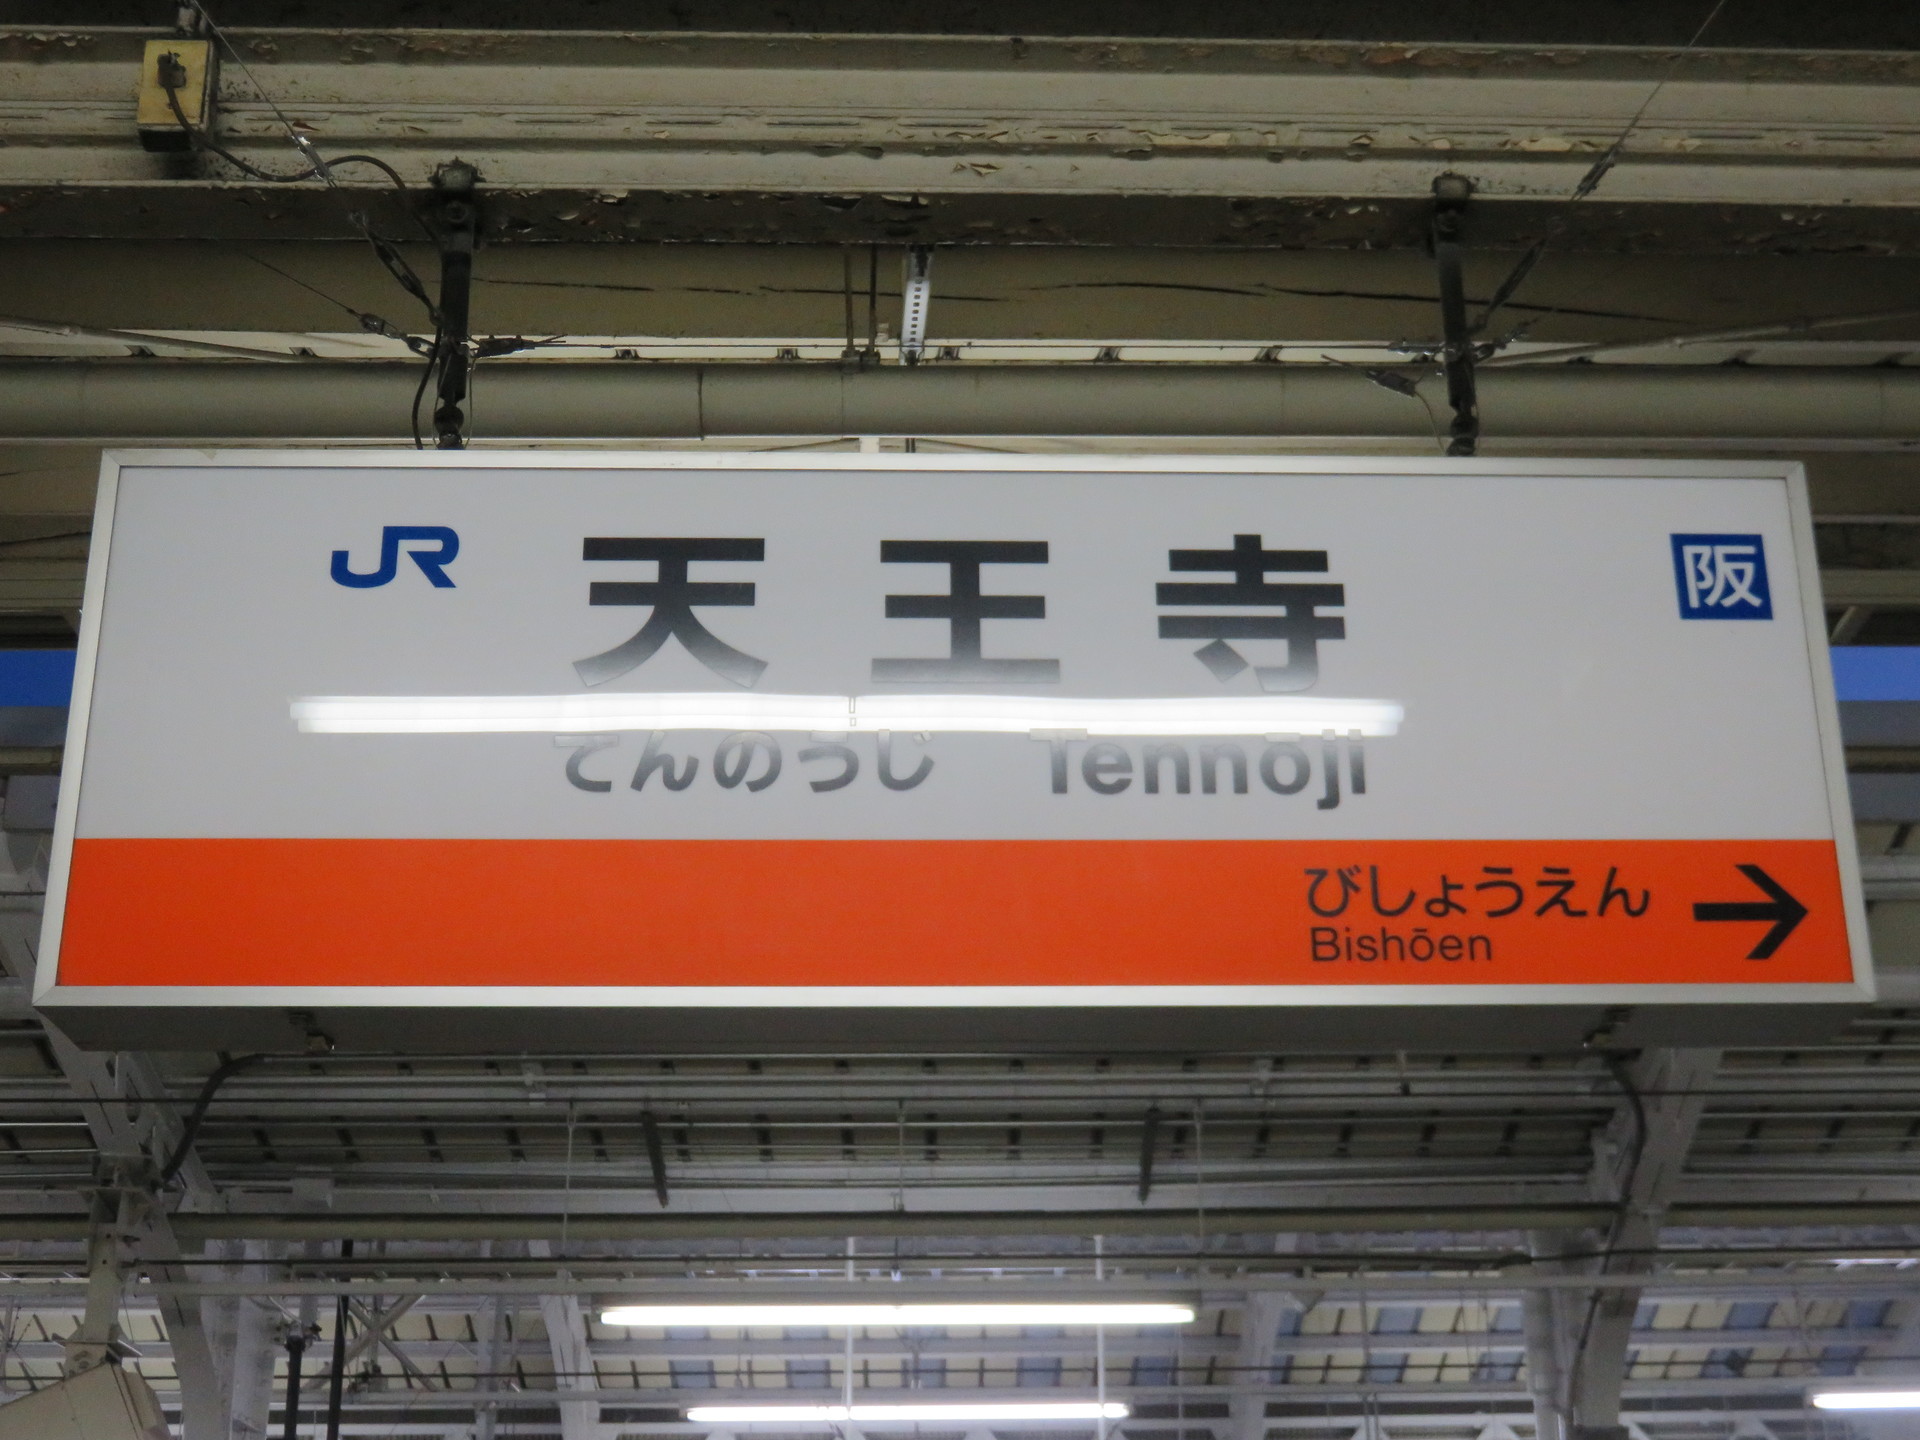 JR 天王寺 阪
てんのうじ Tennōji
びしょうえん →
Bishōen